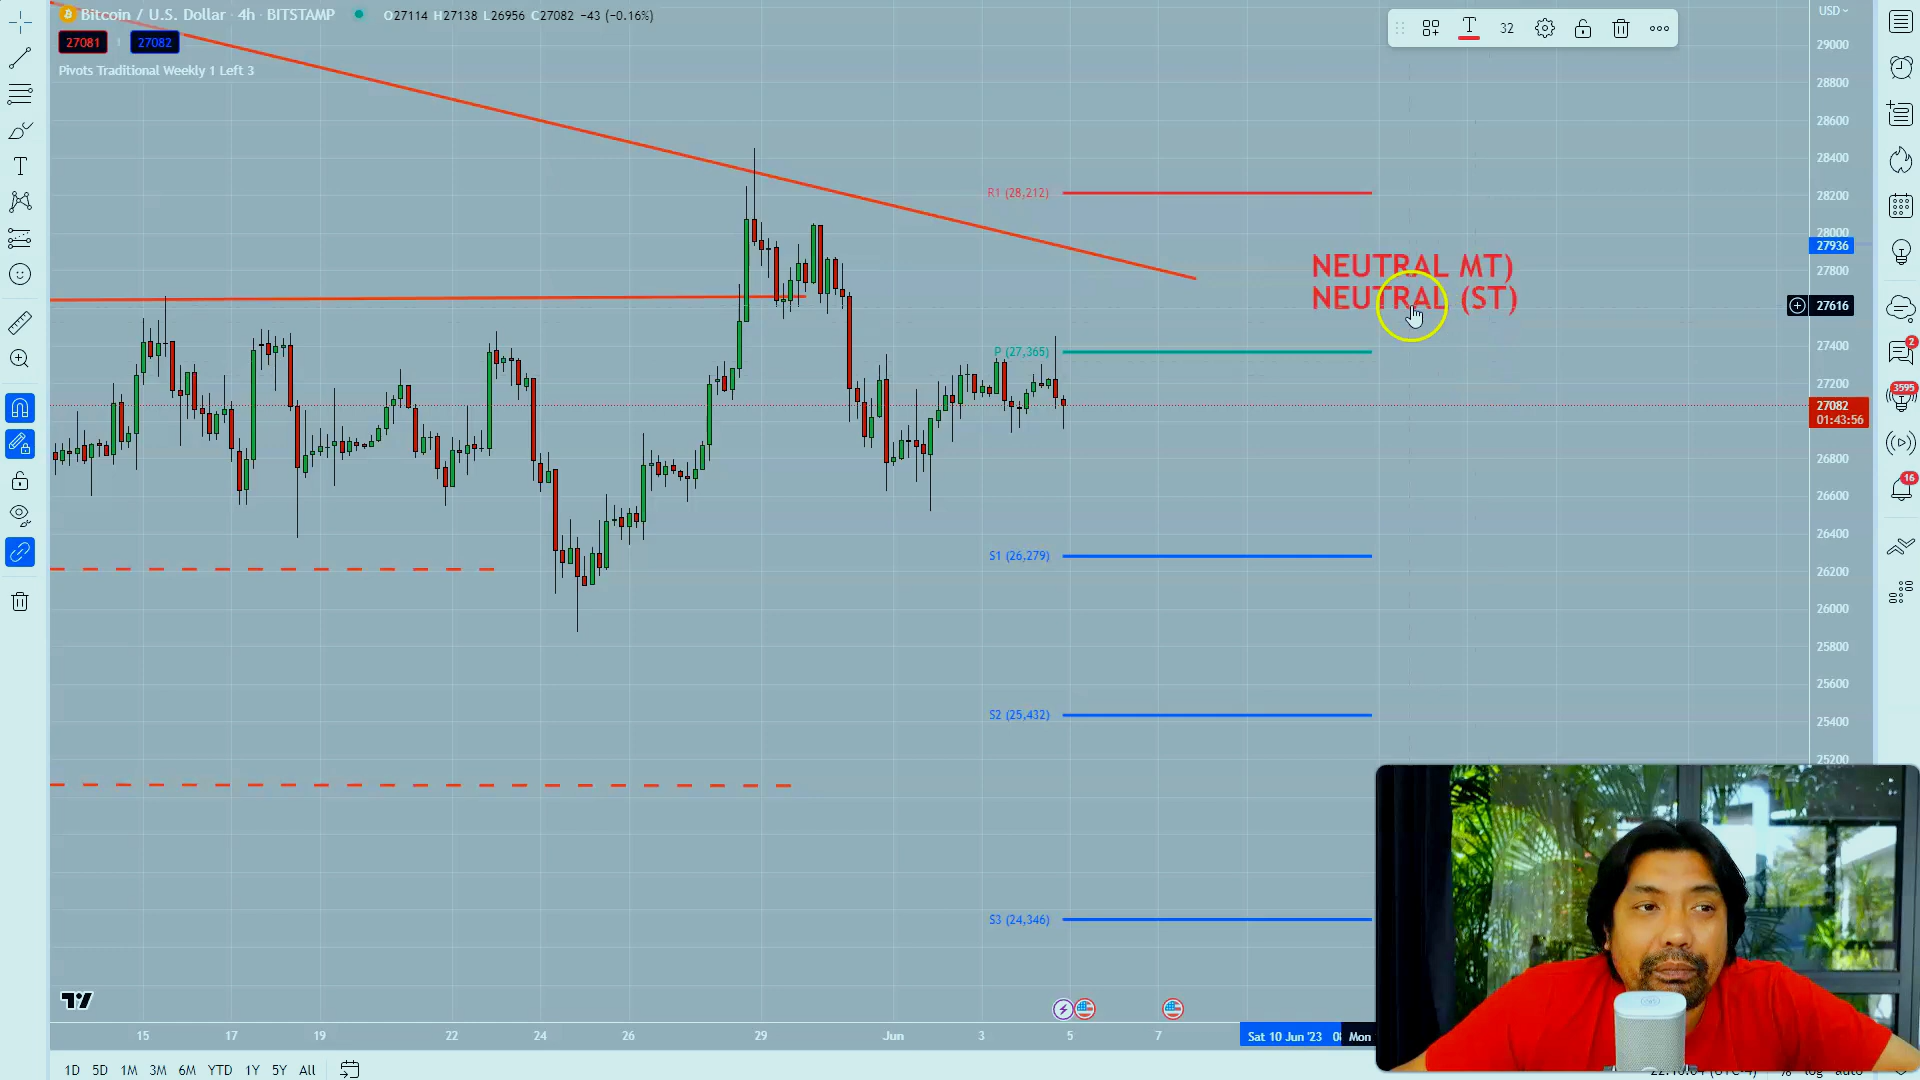 Bitcoin / U.S. Dollar · 4h · BITSTAMP O27114 H27138 L26956 C27082 −43 (−0.16%)
27081 27082
Pivots Traditional Weekly 1 Left 3
32
USD
29000
28800
28600
28400
28200
28000
27936
27800
27616
27400
27200
27082
01:43:56
26800
26600
26400
26200
26000
25800
25600
25400
25200
R1 (28,212)
NEUTRAL MT)
NEUTRAL (ST)
P (27,365)
S1 (26,279)
S2 (25,432)
S3 (24,346)
2
3595
16
15 17 19 22 24 26 29 Jun 3 5 7 Sat 10 Jun '23 Mon
1D 5D 1M 3M 6M YTD 1Y 5Y All